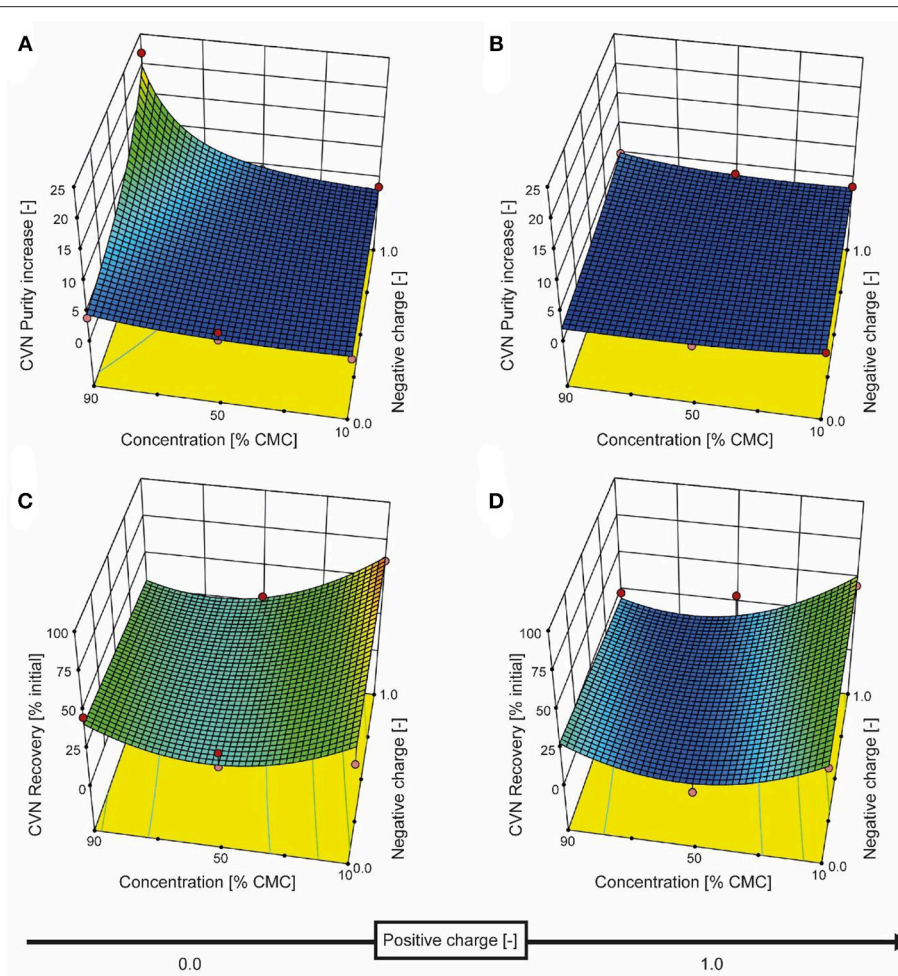 A
25
20
15
10
5
0
CVN Purity increase [-]
90
50
10
Concentration [% CMC]
0.0
1.0
Negative charge [-]
B
25
20
15
10
5
0
CVN Purity increase [-]
90
50
10
Concentration [% CMC]
0.0
1.0
Negative charge [-]
C
100
75
50
25
0
CVN Recovery [% initial]
90
50
10
Concentration [% CMC]
0.0
1.0
Negative charge [-]
D
100
75
50
25
0
CVN Recovery [% initial]
90
50
10
Concentration [% CMC]
0.0
1.0
Negative charge [-]
Positive charge [-]
0.0
1.0